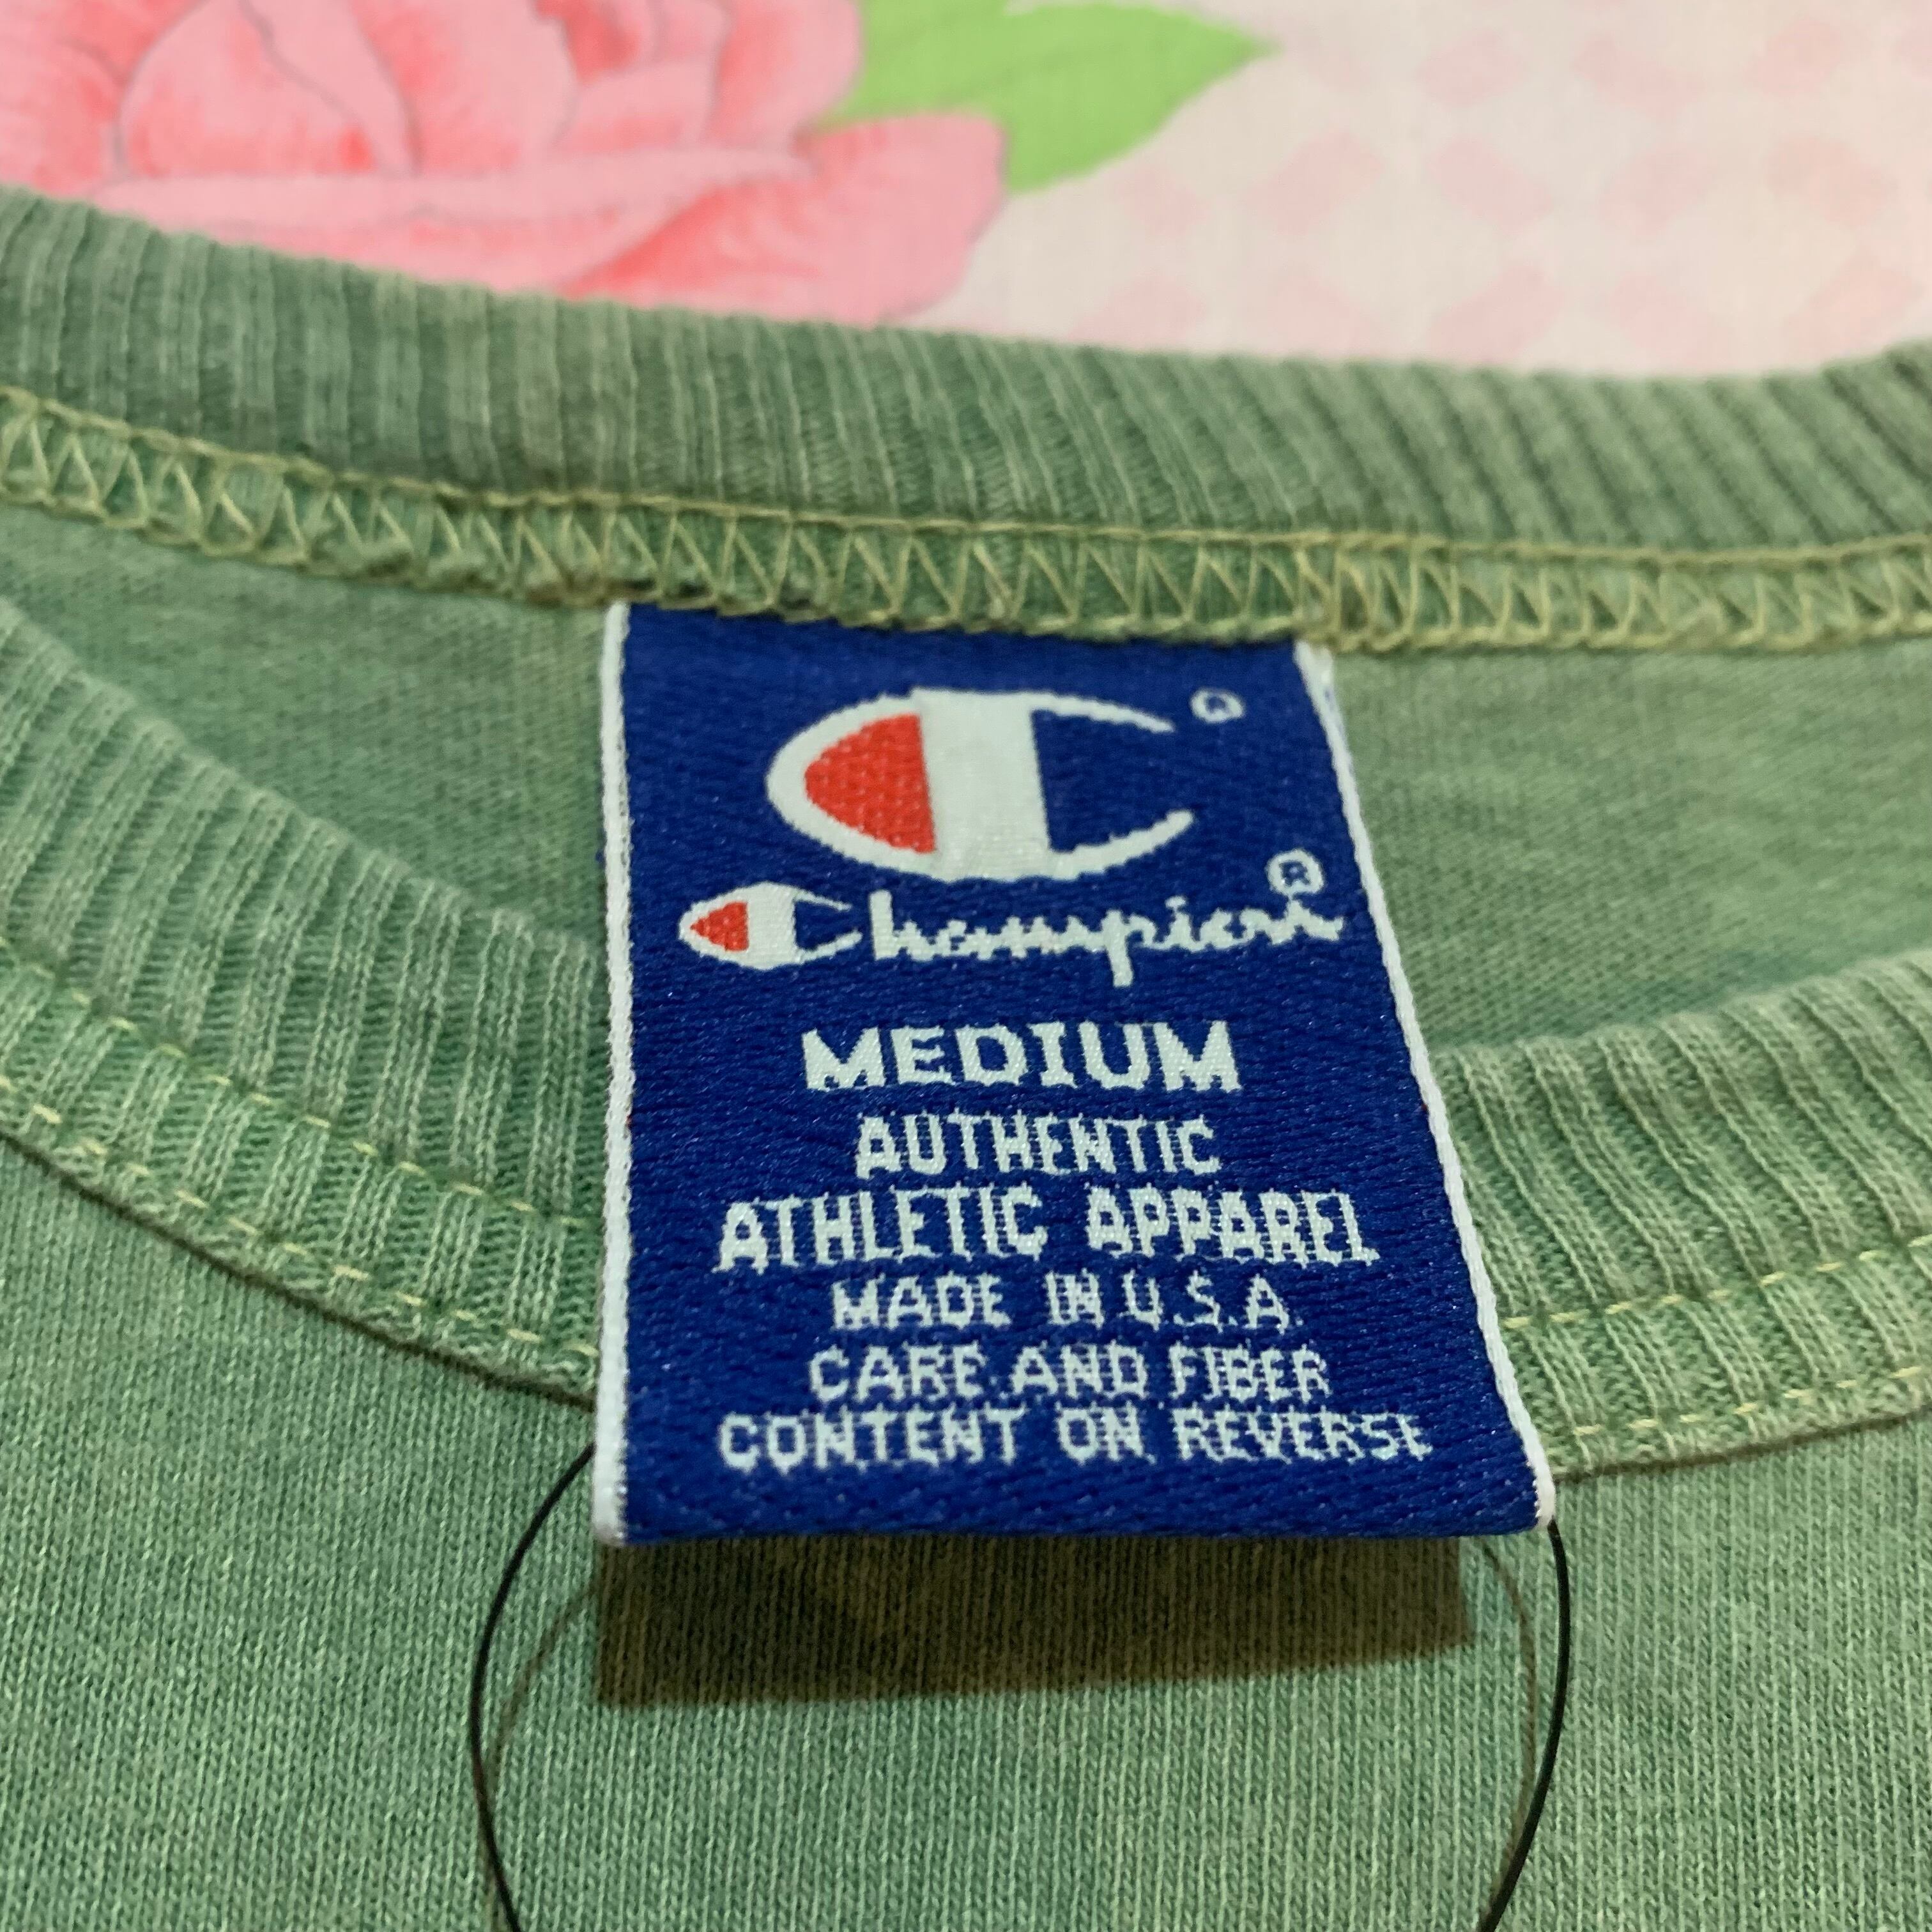 Champion®
MEDIUM
AUTHENTIC
ATHLETIC APPAREL
MADE IN U.S.A.
CARE AND FIBER
CONTENT ON REVERSE